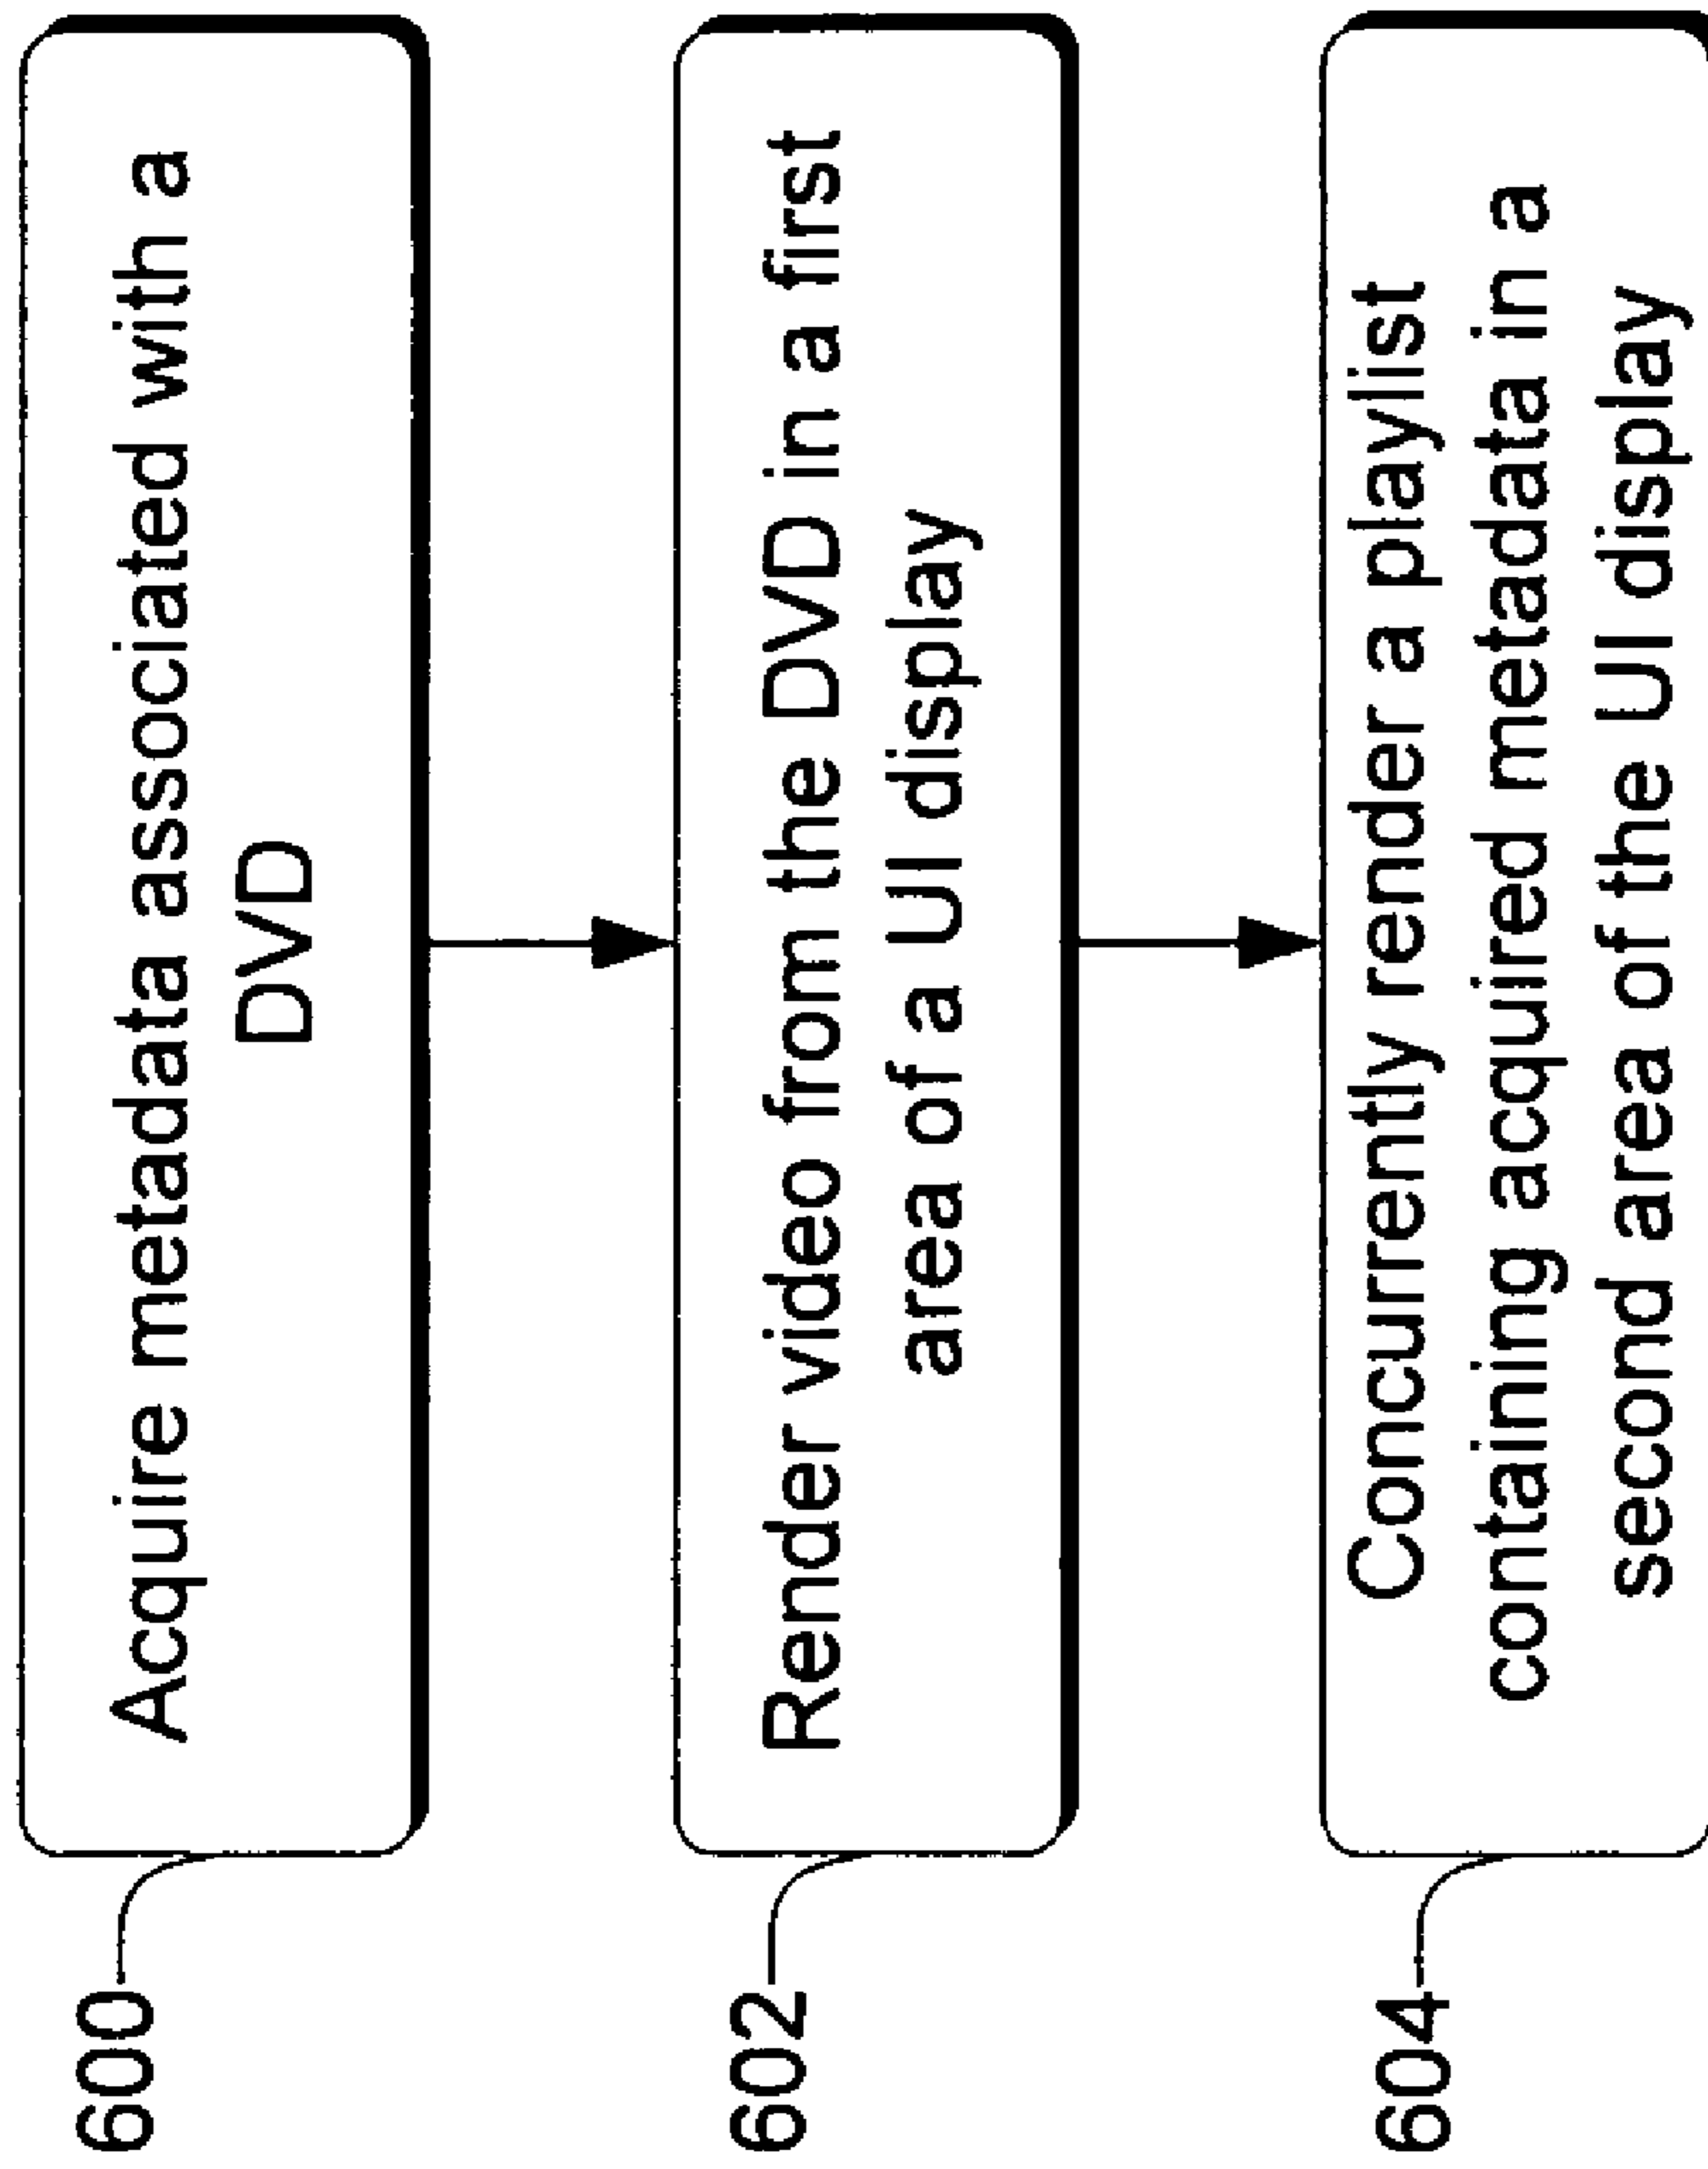 600
Acquire metadata associated with a
DVD
602
Render video from the DVD in a first
area of a UI display
604
Concurrently render a playlist
containing acquired metadata in a
second area of the UI display